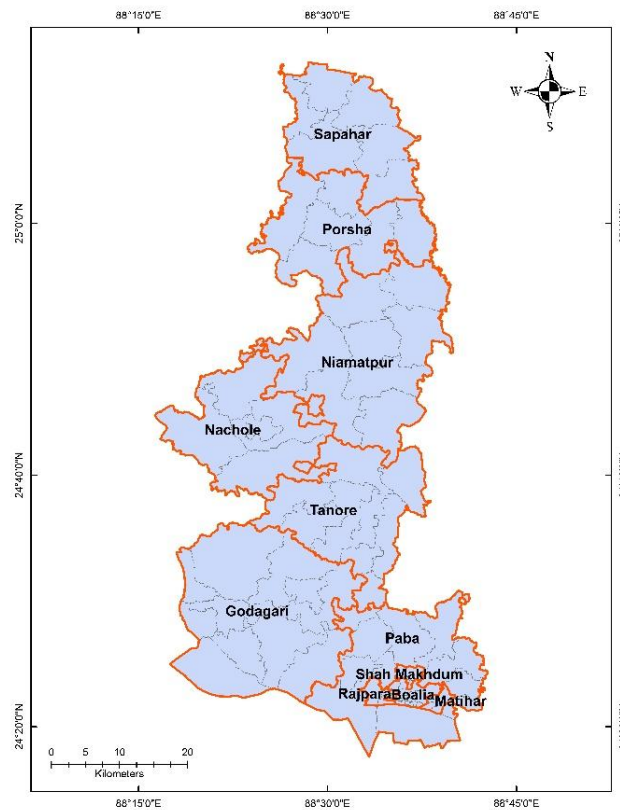 88°15'0"E 88°30'0"E 88°45'0"E
N
W E
S
Sapahar
25°0'0"N
Porsha
Niamatpur
Nachole
24°40'0"N
Tanore
Godagari
Paba
Shah Makhdum
Rajpara Boalia Matihar
24°20'0"N
0 5 10 20
Kilometers
88°15'0"E 88°30'0"E 88°45'0"E